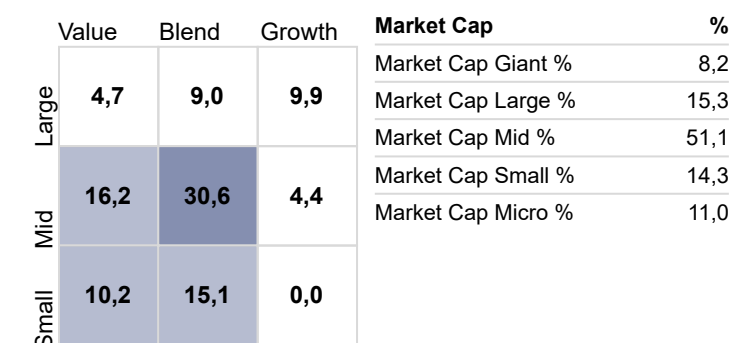 Value Blend Growth
Large 4,7 9,0 9,9
Mid 16,2 30,6 4,4
Small 10,2 15,1 0,0
Market Cap %
Market Cap Giant % 8,2
Market Cap Large % 15,3
Market Cap Mid % 51,1
Market Cap Small % 14,3
Market Cap Micro % 11,0